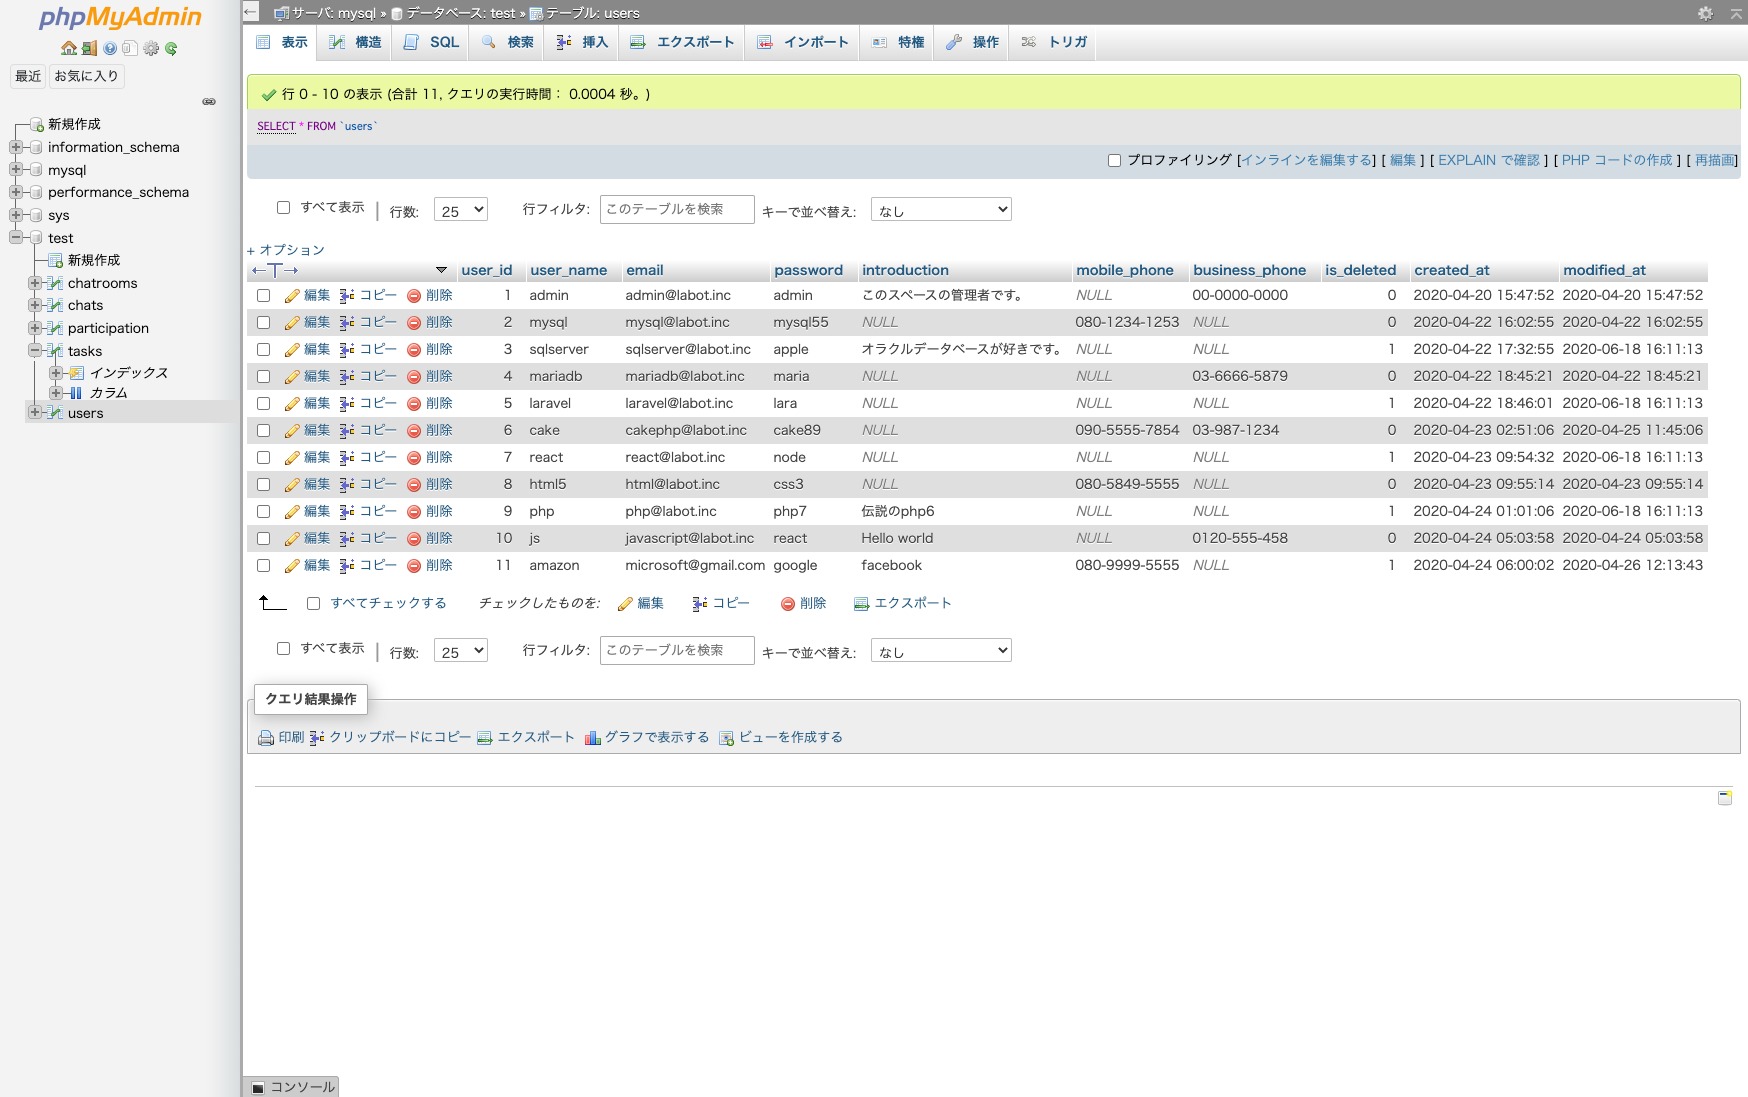 phpMyAdmin
最近 お気に入り
新規作成
information_schema
mysql
performance_schema
sys
test
新規作成
chatrooms
chats
participation
tasks
インデックス
カラム
users
サーバ: mysql » データベース: test » テーブル: users
表示 構造 SQL 検索 挿入 エクスポート インポート 特権 操作 トリガ
行 0 - 10 の表示 (合計 11, クエリの実行時間： 0.0004 秒。)
SELECT * FROM `users`
プロファイリング [インラインを編集する] [ 編集 ] [ EXPLAIN で確認 ] [ PHP コードの作成 ] [ 再描画]
すべて表示 | 行数: 25 行フィルタ: このテーブルを検索 キーで並べ替え: なし
+ オプション
←T→ user_id user_name email password introduction mobile_phone business_phone is_deleted created_at modified_at
編集 コピー 削除 1 admin admin@labot.inc admin このスペースの管理者です。 NULL 00-0000-0000 0 2020-04-20 15:47:52 2020-04-20 15:47:52
編集 コピー 削除 2 mysql mysql@labot.inc mysql55 NULL 080-1234-1253 NULL 0 2020-04-22 16:02:55 2020-04-22 16:02:55
編集 コピー 削除 3 sqlserver sqlserver@labot.inc apple オラクルデータベースが好きです。 NULL NULL 1 2020-04-22 17:32:55 2020-06-18 16:11:13
編集 コピー 削除 4 mariadb mariadb@labot.inc maria NULL NULL 03-6666-5879 0 2020-04-22 18:45:21 2020-04-22 18:45:21
編集 コピー 削除 5 laravel laravel@labot.inc lara NULL NULL NULL 1 2020-04-22 18:46:01 2020-06-18 16:11:13
編集 コピー 削除 6 cake cakephp@labot.inc cake89 NULL 090-5555-7854 03-987-1234 0 2020-04-23 02:51:06 2020-04-25 11:45:06
編集 コピー 削除 7 react react@labot.inc node NULL NULL NULL 1 2020-04-23 09:54:32 2020-06-18 16:11:13
編集 コピー 削除 8 html5 html@labot.inc css3 NULL 080-5849-5555 NULL 0 2020-04-23 09:55:14 2020-04-23 09:55:14
編集 コピー 削除 9 php php@labot.inc php7 伝説のphp6 NULL NULL 1 2020-04-24 01:01:06 2020-06-18 16:11:13
編集 コピー 削除 10 js javascript@labot.inc react Hello world NULL 0120-555-458 0 2020-04-24 05:03:58 2020-04-24 05:03:58
編集 コピー 削除 11 amazon microsoft@gmail.com google facebook 080-9999-5555 NULL 1 2020-04-24 06:00:02 2020-04-26 12:13:43
すべてチェックする チェックしたものを: 編集 コピー 削除 エクスポート
すべて表示 | 行数: 25 行フィルタ: このテーブルを検索 キーで並べ替え: なし
クエリ結果操作
印刷 クリップボードにコピー エクスポート グラフで表示する ビューを作成する
コンソール